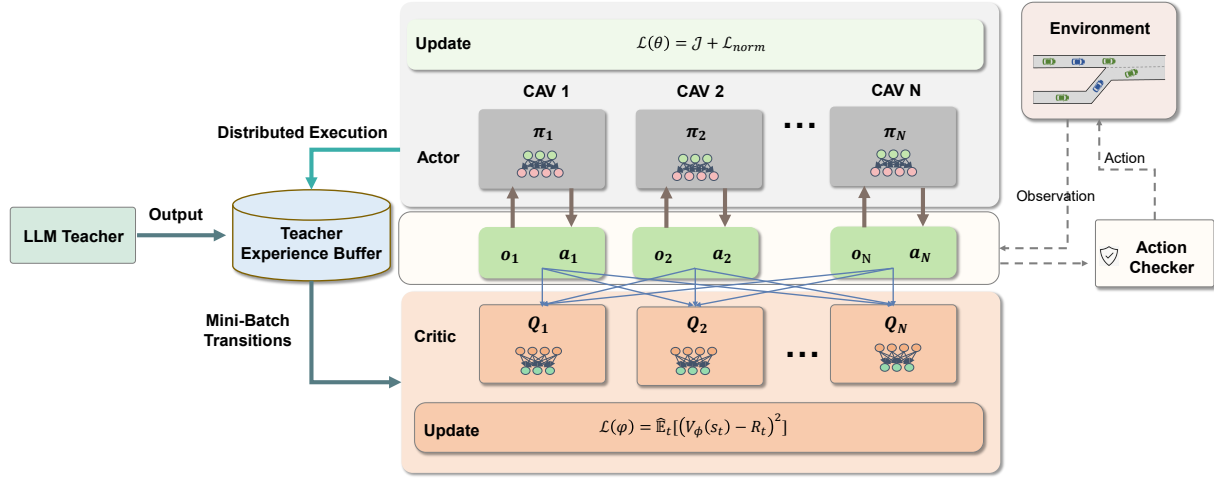 Update
ℒ(θ) = 𝒥 + ℒ_norm
Environment
CAV 1
CAV 2
CAV N
Distributed Execution
π_1
π_2
...
π_N
Actor
Action
Observation
LLM Teacher
Output
Teacher
Experience Buffer
o_1 a_1
o_2 a_2
o_N a_N
Action
Checker
Mini-Batch
Transitions
Critic
Q_1
Q_2
...
Q_N
Update
ℒ(φ) = 𝔼̂_t[(V_ϕ(s_t) − R_t)^2]